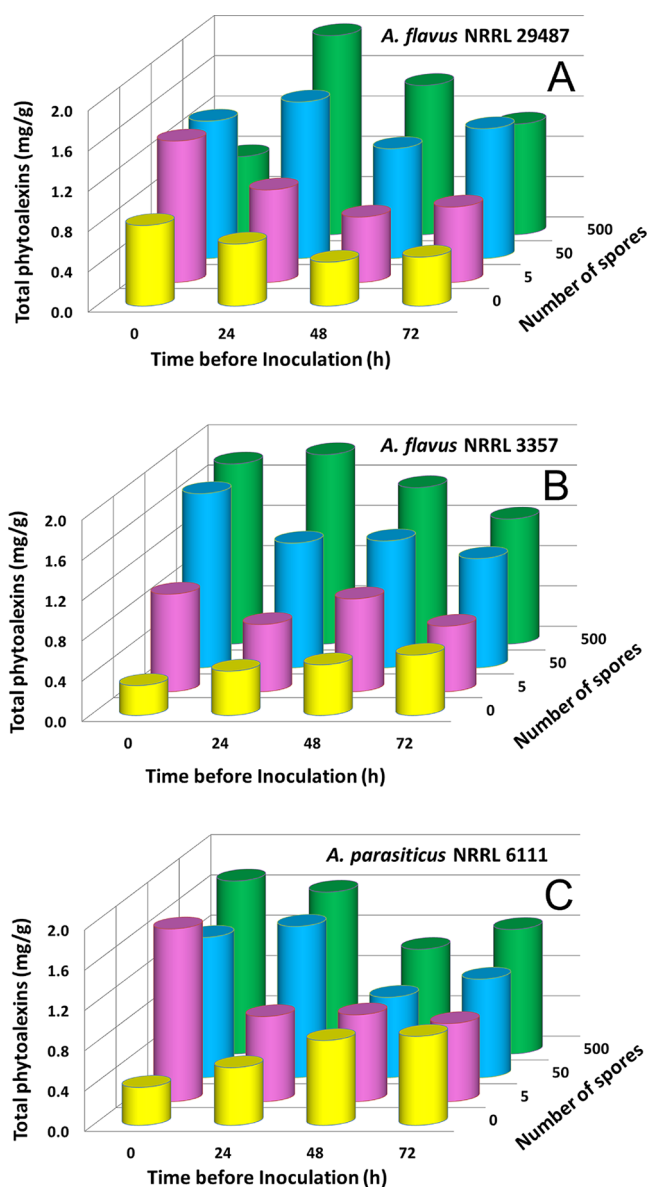 A. flavus NRRL 29487
A
Total phytoalexins (mg/g)
2.0
1.6
1.2
0.8
0.4
0.0
0 24 48 72
Time before Inoculation (h)
500
50
5
0
Number of spores
A. flavus NRRL 3357
B
Total phytoalexins (mg/g)
2.0
1.6
1.2
0.8
0.4
0.0
0 24 48 72
Time before Inoculation (h)
500
50
5
0
Number of spores
A. parasiticus NRRL 6111
C
Total phytoalexins (mg/g)
2.0
1.6
1.2
0.8
0.4
0.0
0 24 48 72
Time before Inoculation (h)
500
50
5
0
Number of spores